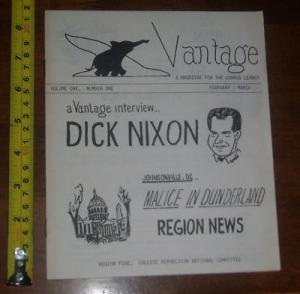 Vantage
A MAGAZINE FOR THE CAMPUS LEADER
VOLUME ONE, NUMBER ONE
FEBRUARY - MARCH
a Vantage interview...
DICK NIXON
JOHNSONVILLE, D.C. ...
MALICE IN DUNDERLAND
REGION NEWS
REGION FIVE, COLLEGE REPUBLICAN NATIONAL COMMITTEE